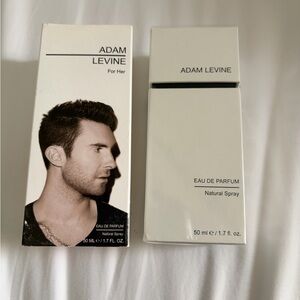 ADAM
LEVINE
For Her
EAU DE PARFUM
Natural Spray
50 ML ℮ / 1.7 FL. OZ.
ADAM LEVINE
EAU DE PARFUM
Natural Spray
50 ml ℮ / 1.7 fl. oz.